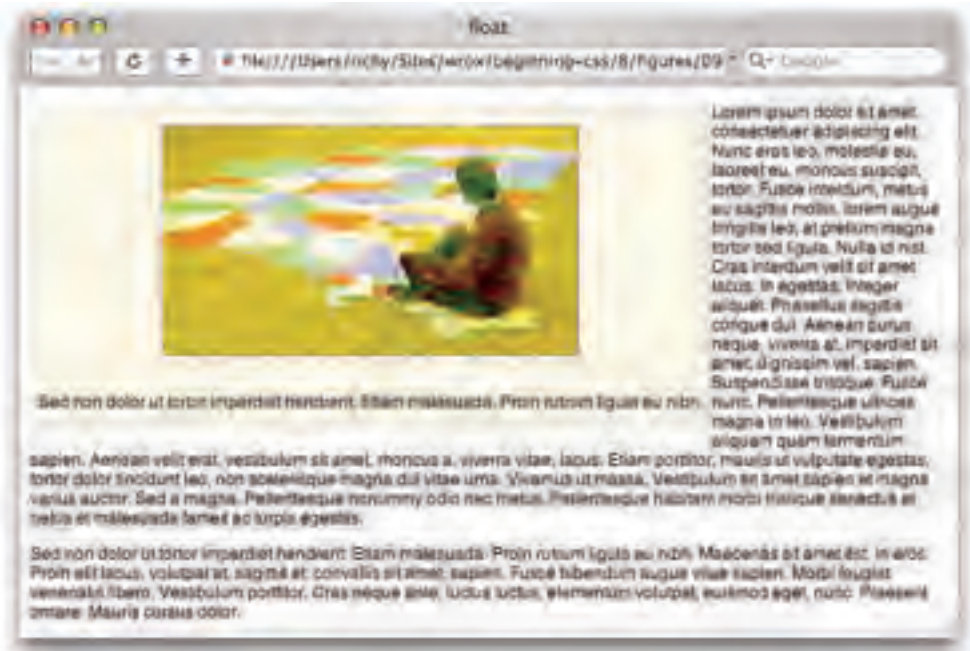 float
file:///Users/richy/Sites/wrox/beginning-css/8/figures/09
Google
Sed non dolor ut tortor imperdiet hendrerit. Etiam malesuada. Proin rutrum ligula eu nibh.
Lorem ipsum dolor sit amet,
consectetuer adipiscing elit.
Nunc eros leo, molestie eu,
laoreet eu, rhoncus suscipit,
tortor. Fusce interdum, metus
eu sagittis mollis, lorem augue
fringilla leo, at pretium magna
tortor sed ligula. Nulla id nisl.
Cras interdum velit sit amet
lacus. In egestas. Integer
aliquet. Phasellus sagittis
congue dui. Aenean purus
neque, viverra at, imperdiet sit
amet, dignissim vel, sapien.
Suspendisse tristique. Fusce
nunc. Pellentesque ultrices
magna in leo. Vestibulum
aliquam quam fermentum
sapien. Aenean velit erat, vestibulum sit amet, rhoncus a, viverra vitae, lacus. Etiam porttitor, mauris ut vulputate egestas,
tortor dolor tincidunt leo, non scelerisque magna dui vitae urna. Vivamus ut massa. Vestibulum sit amet sapien et magna
varius auctor. Sed a magna. Pellentesque nonummy odio nec metus. Pellentesque habitant morbi tristique senectus et
netus et malesuada fames ac turpis egestas.
Sed non dolor ut tortor imperdiet hendrerit. Etiam malesuada. Proin rutrum ligula eu nibh. Maecenas sit amet est. In eros.
Proin elit lacus, volutpat at, sagittis et, convallis sit amet, sapien. Fusce bibendum augue vitae sapien. Morbi feugiat
venenatis libero. Vestibulum porttitor. Cras neque ante, luctus luctus, elementum volutpat, euismod eget, nunc. Praesent
ornare. Mauris cursus dolor.